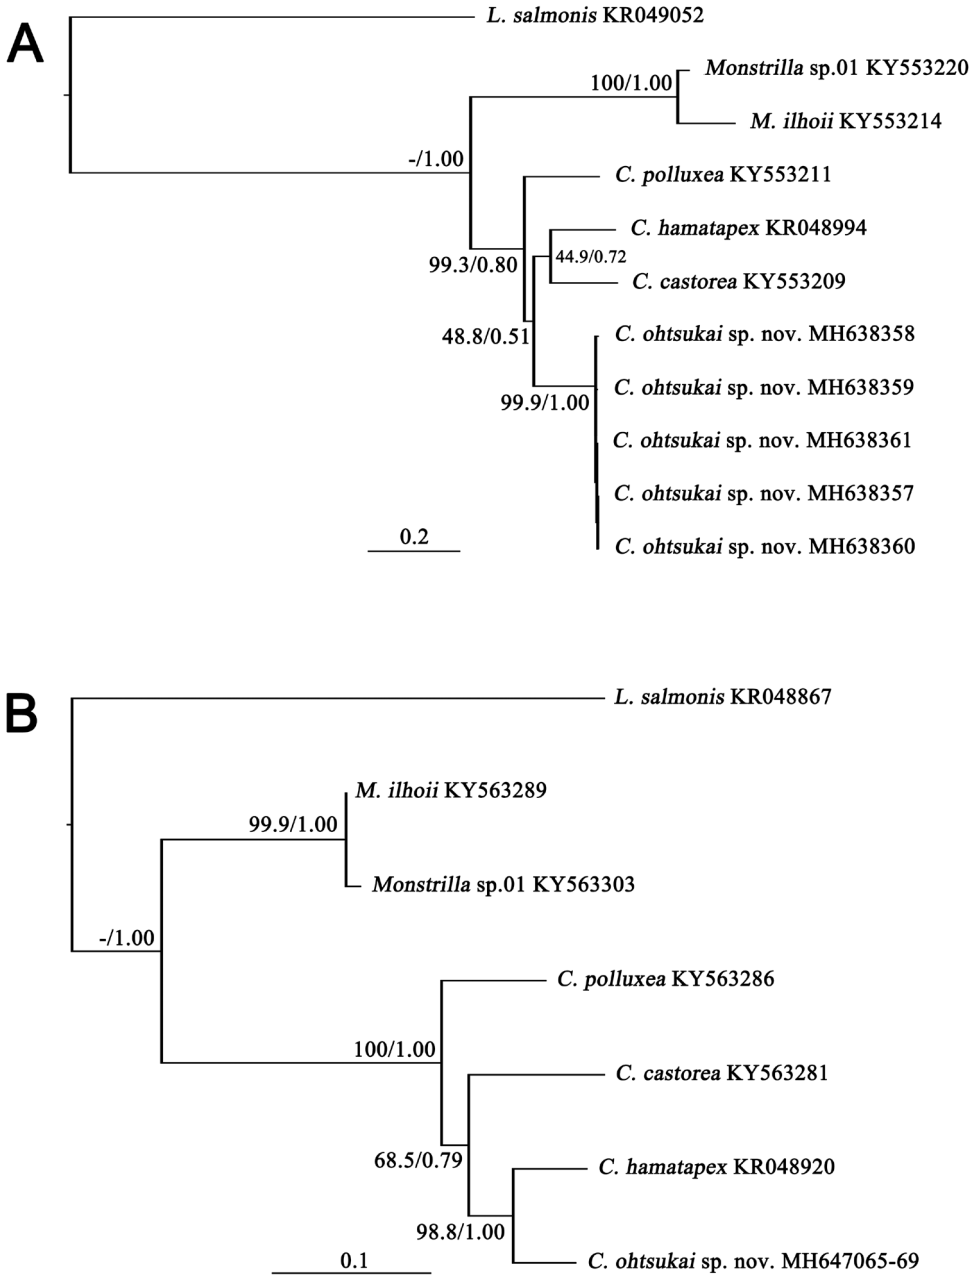 A
L. salmonis KR049052
Monstrilla sp.01 KY553220
100/1.00
M. ilhoii KY553214
-/1.00
C. polluxea KY553211
C. hamatapex KR048994
44.9/0.72
99.3/0.80
C. castorea KY553209
C. ohtsukai sp. nov. MH638358
48.8/0.51
C. ohtsukai sp. nov. MH638359
99.9/1.00
C. ohtsukai sp. nov. MH638361
C. ohtsukai sp. nov. MH638357
0.2
C. ohtsukai sp. nov. MH638360
B
L. salmonis KR048867
M. ilhoii KY563289
99.9/1.00
Monstrilla sp.01 KY563303
-/1.00
C. polluxea KY563286
100/1.00
C. castorea KY563281
68.5/0.79
C. hamatapex KR048920
98.8/1.00
0.1
C. ohtsukai sp. nov. MH647065-69